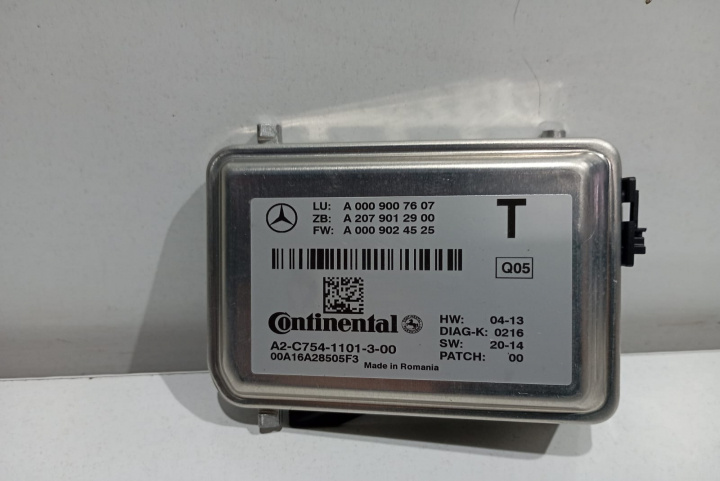 LU: A 000 900 76 07
ZB: A 207 901 29 00
FW: A 000 902 45 25
T
Q05
Continental
A2-C754-1101-3-00
00A16A28505F3
HW: 04-13
DIAG-K: 0216
SW: 20-14
PATCH: 00
Made in Romania